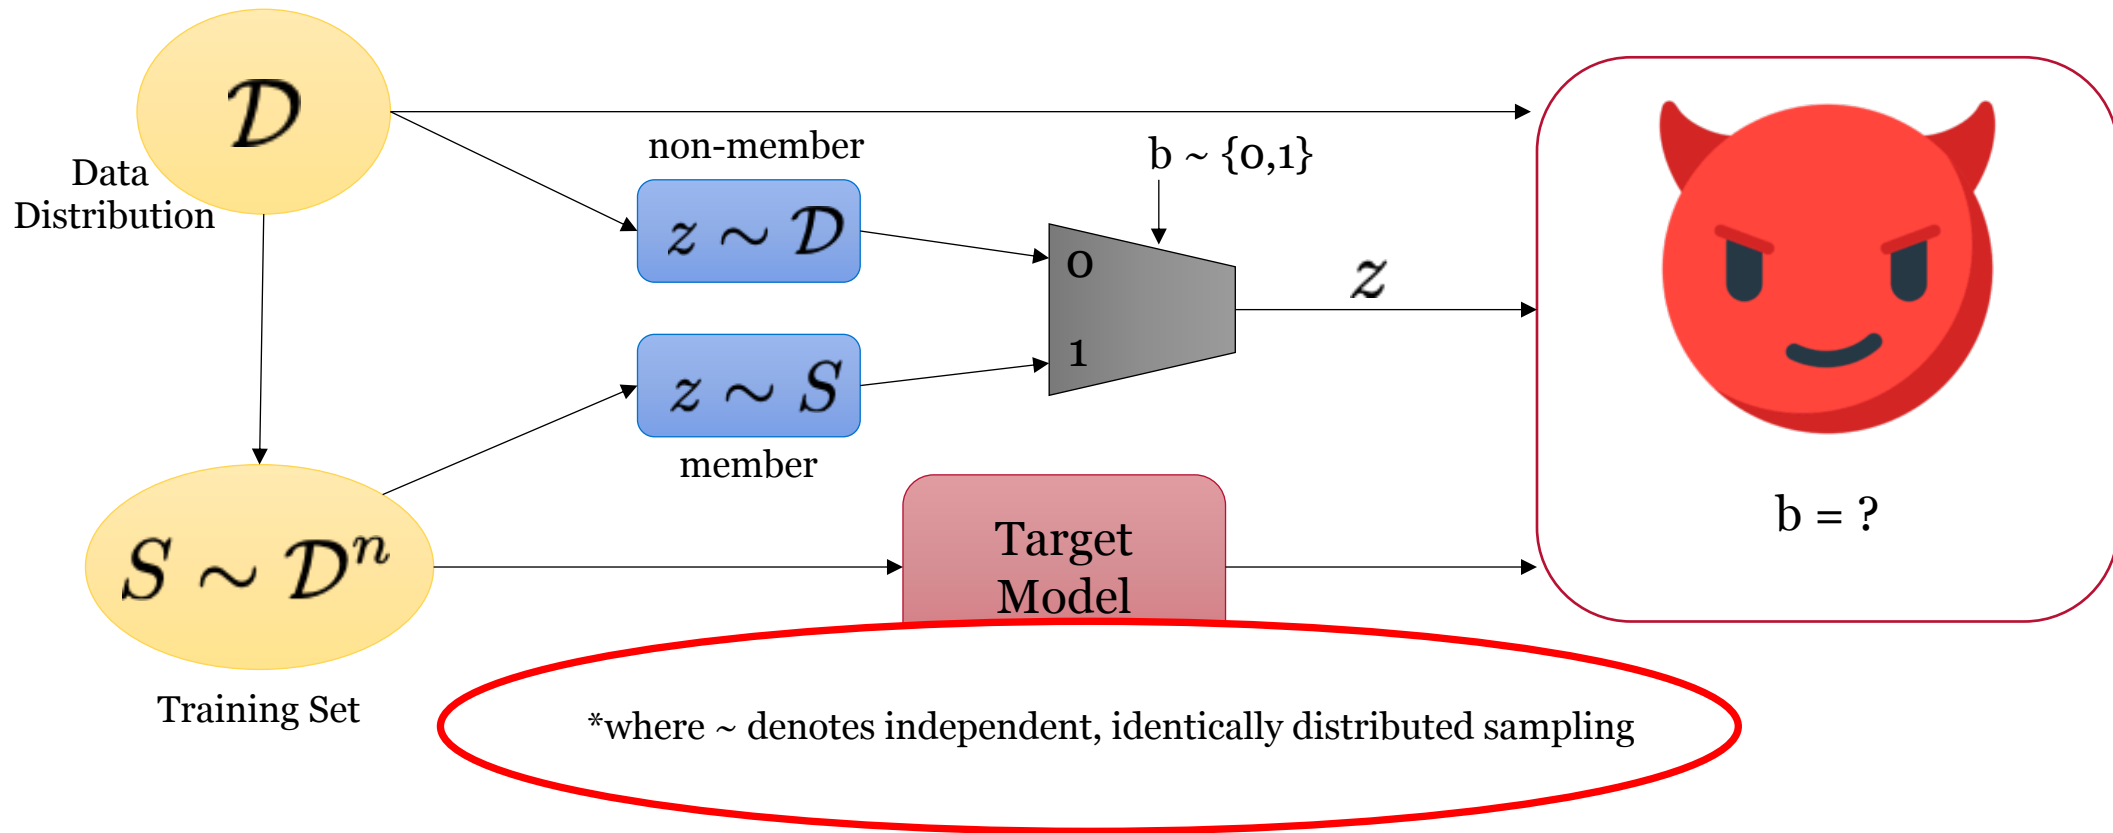 𝒟
Data
Distribution
non-member
z ∼ 𝒟
b ~ {0,1}
0
1
z
z ∼ S
member
S ∼ 𝒟ⁿ
Training Set
Target
Model
b = ?
*where ~ denotes independent, identically distributed sampling